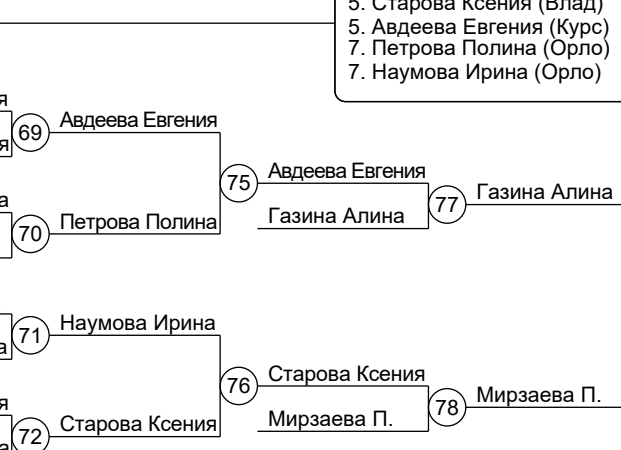 5. Старова Ксения (Влад)
5. Авдеева Евгения (Курс)
7. Петрова Полина (Орло)
7. Наумова Ирина (Орло)
я
я
69
Авдеева Евгения
75
Авдеева Евгения
Газина Алина
77
Газина Алина
а
70
Петрова Полина
71
а
Наумова Ирина
76
Старова Ксения
Мирзаева П.
78
Мирзаева П.
я
72
а
Старова Ксения